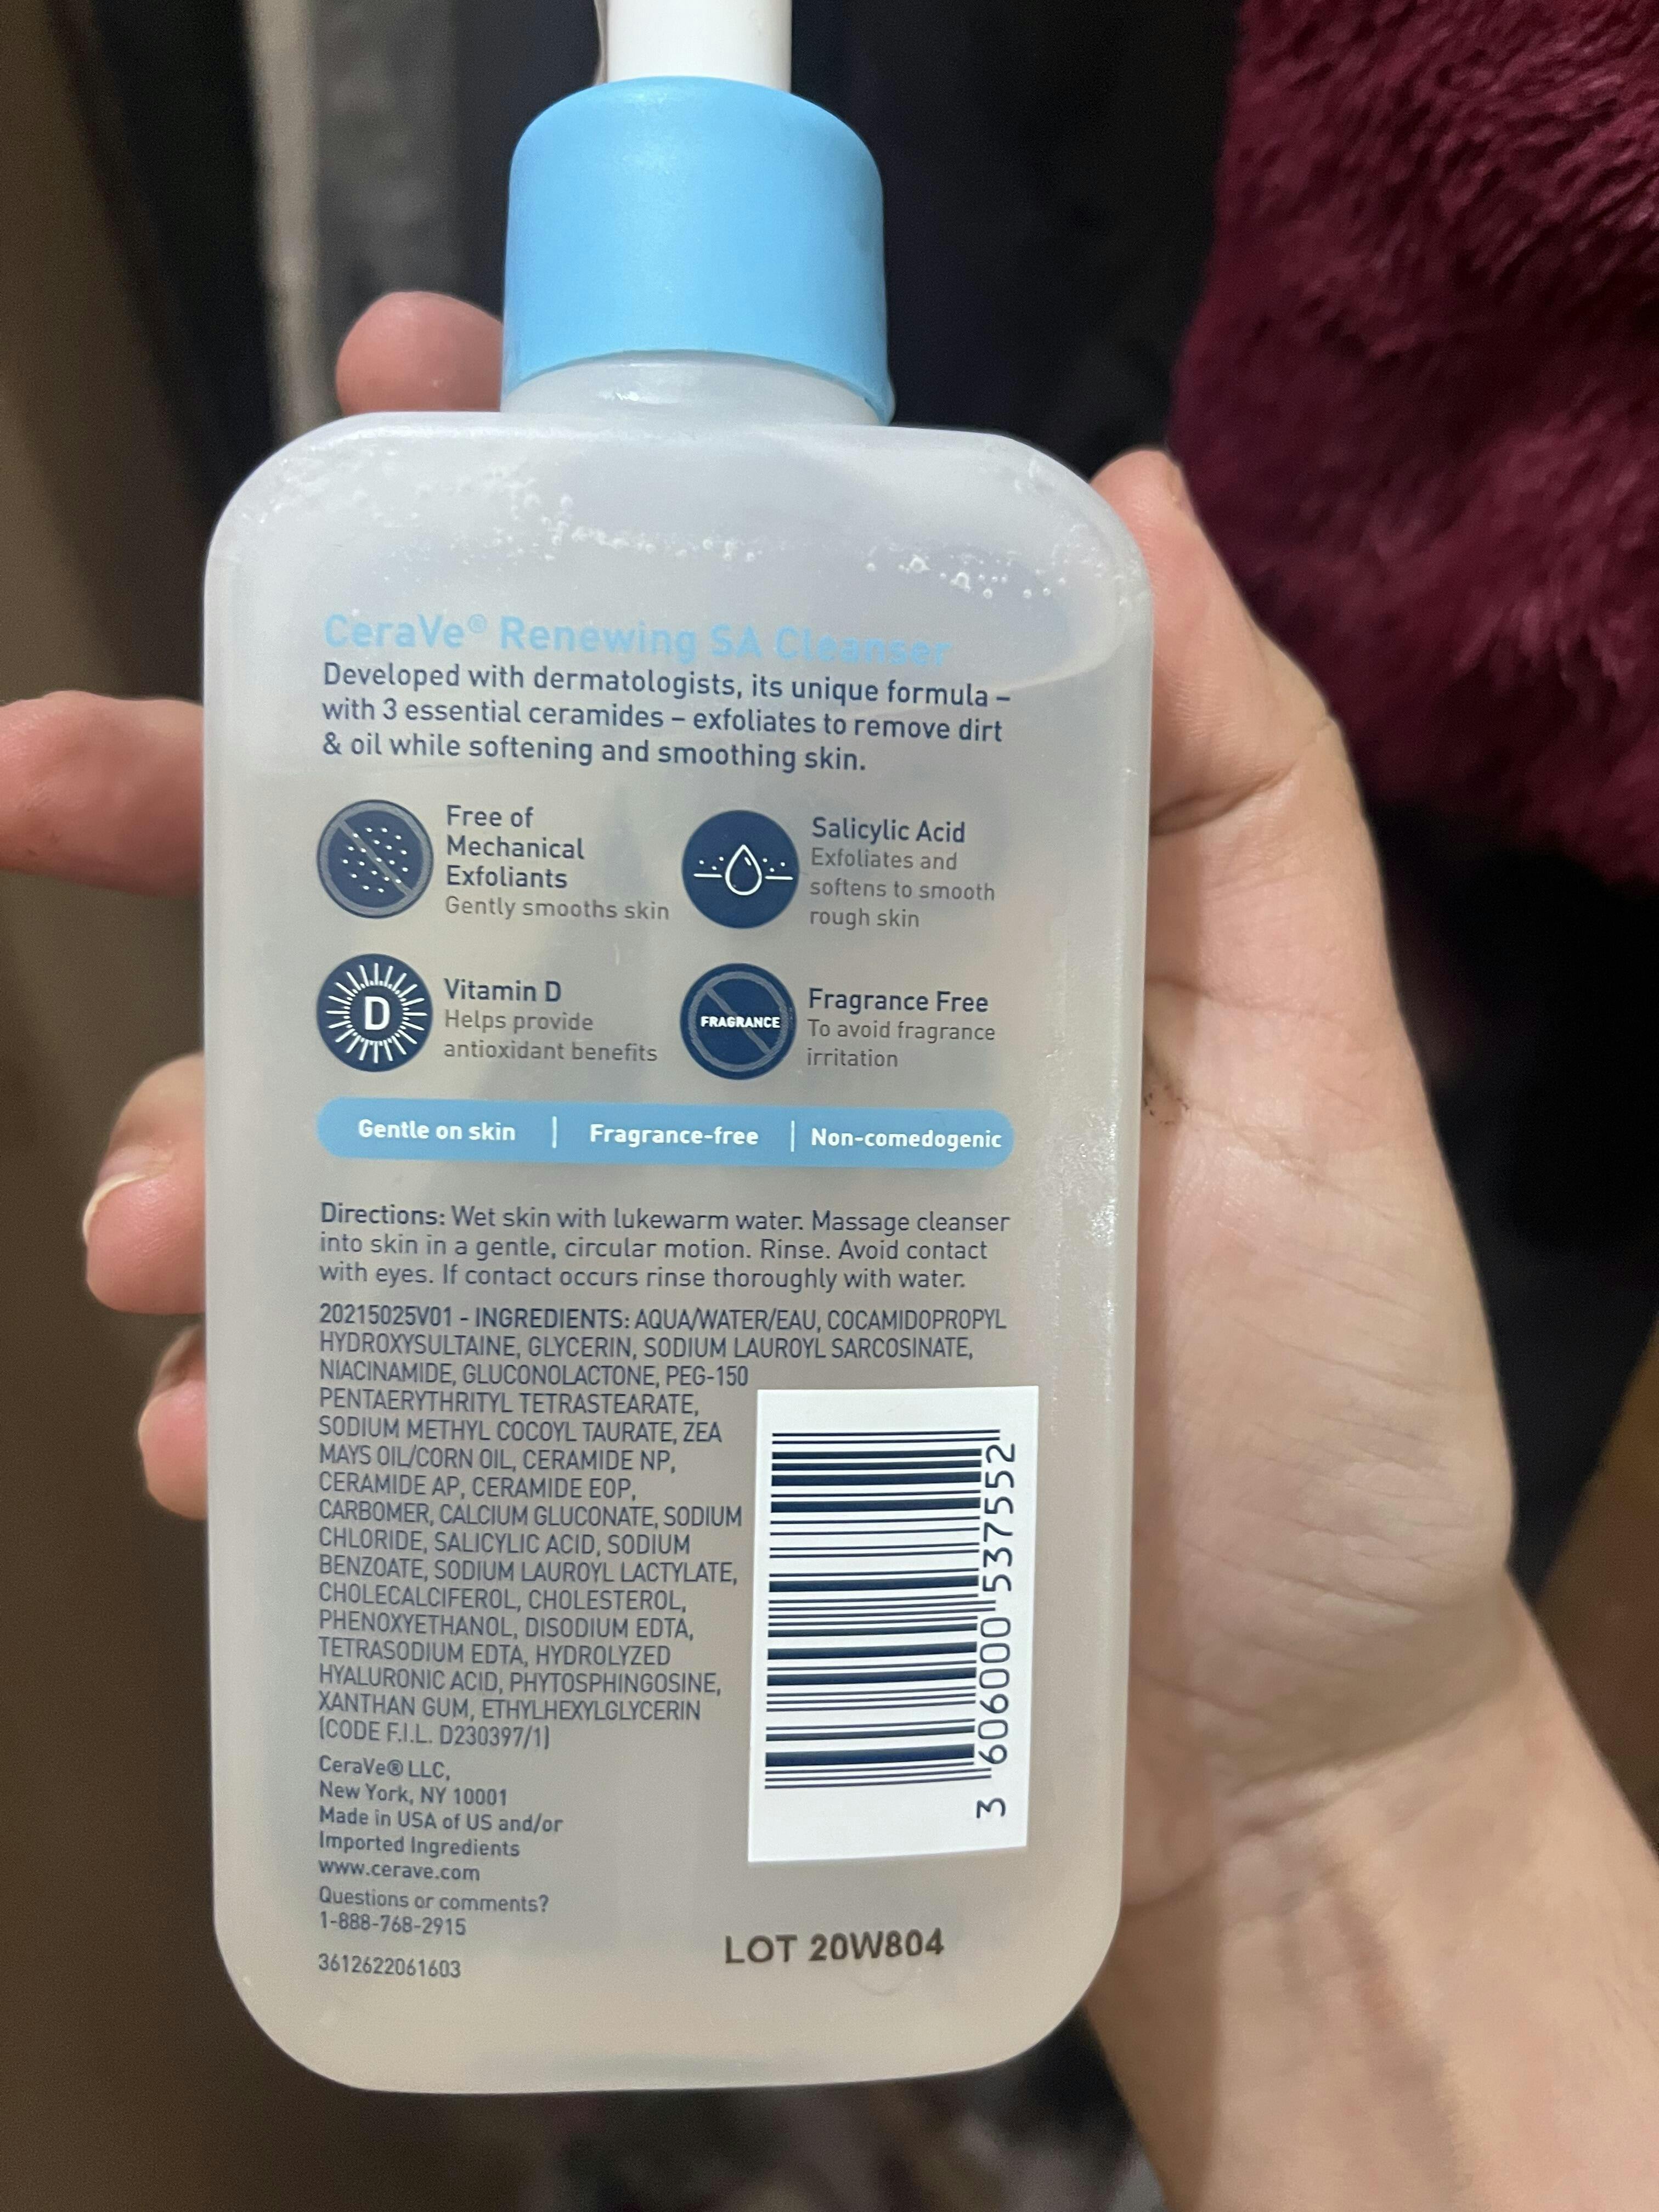 CeraVe® Renewing SA Cleanser
Developed with dermatologists, its unique formula –
with 3 essential ceramides – exfoliates to remove dirt
& oil while softening and smoothing skin.
Free of
Mechanical
Exfoliants
Gently smooths skin
Salicylic Acid
Exfoliates and
softens to smooth
rough skin
D
Vitamin D
Helps provide
antioxidant benefits
FRAGRANCE
Fragrance Free
To avoid fragrance
irritation
Gentle on skin | Fragrance-free | Non-comedogenic
Directions: Wet skin with lukewarm water. Massage cleanser
into skin in a gentle, circular motion. Rinse. Avoid contact
with eyes. If contact occurs rinse thoroughly with water.
20215025V01 - INGREDIENTS: AQUA/WATER/EAU, COCAMIDOPROPYL
HYDROXYSULTAINE, GLYCERIN, SODIUM LAUROYL SARCOSINATE,
NIACINAMIDE, GLUCONOLACTONE, PEG-150
PENTAERYTHRITYL TETRASTEARATE,
SODIUM METHYL COCOYL TAURATE, ZEA
MAYS OIL/CORN OIL, CERAMIDE NP,
CERAMIDE AP, CERAMIDE EOP,
CARBOMER, CALCIUM GLUCONATE, SODIUM
CHLORIDE, SALICYLIC ACID, SODIUM
BENZOATE, SODIUM LAUROYL LACTYLATE,
CHOLECALCIFEROL, CHOLESTEROL,
PHENOXYETHANOL, DISODIUM EDTA,
TETRASODIUM EDTA, HYDROLYZED
HYALURONIC ACID, PHYTOSPHINGOSINE,
XANTHAN GUM, ETHYLHEXYLGLYCERIN
(CODE F.I.L. D230397/1)
CeraVe® LLC,
New York, NY 10001
Made in USA of US and/or
Imported Ingredients
www.cerave.com
Questions or comments?
1-888-768-2915
3612622061603
3 606000 537552
LOT 20W804